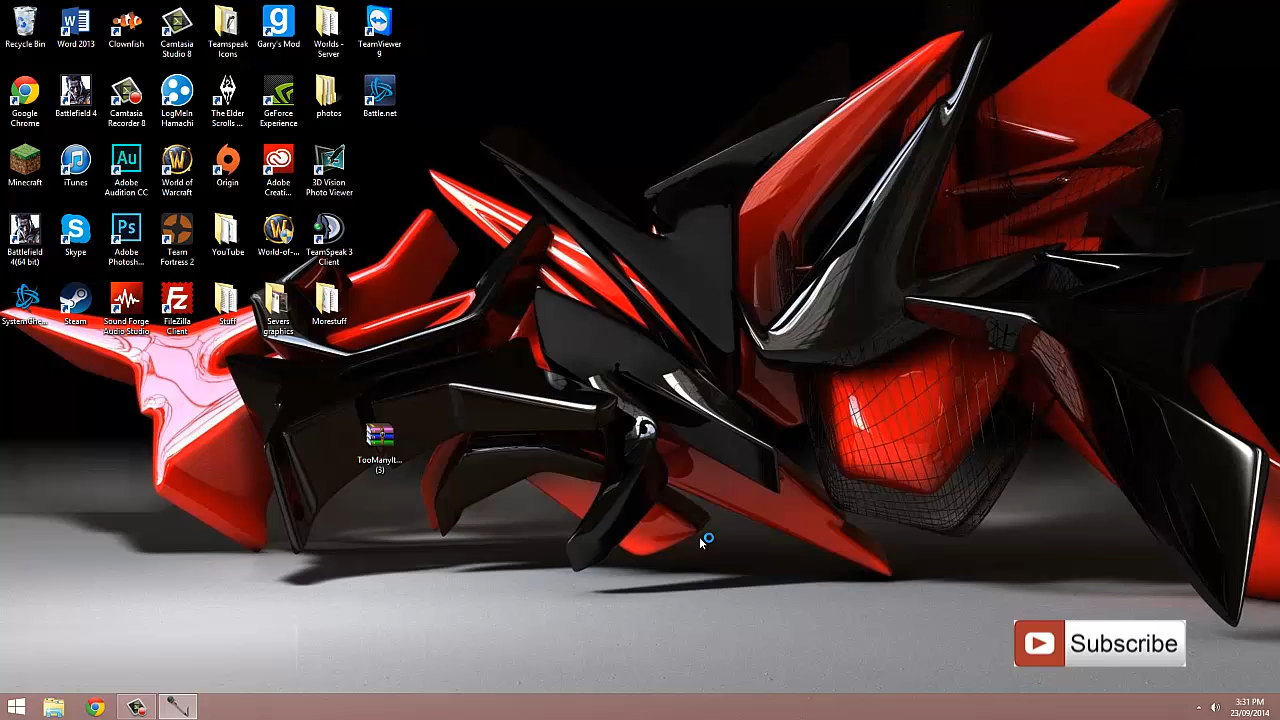 Recycle Bin
Word 2013
Clownfish
Camtasia
Studio 8
Teamspeak
Icons
Garry's Mod
Worlds -
Server
TeamViewer
9
Google
Chrome
Battlefield 4
Camtasia
Recorder 8
LogMeIn
Hamachi
The Elder
Scrolls ...
GeForce
Experience
photos
Battle.net
Minecraft
iTunes
Adobe
Audition CC
World of
Warcraft
Origin
Adobe
Creati...
3D Vision
Photo Viewer
Battlefield
4(64 bit)
Skype
Adobe
Photosh...
Team
Fortress 2
YouTube
World-of-...
TeamSpeak 3
Client
SystemGhe...
Steam
Sound Forge
Audio Studio
FileZilla
Client
Stuff
Severs
graphics
Morestuff
TooManyIt...
(3)
Subscribe
3:31 PM
23/09/2014